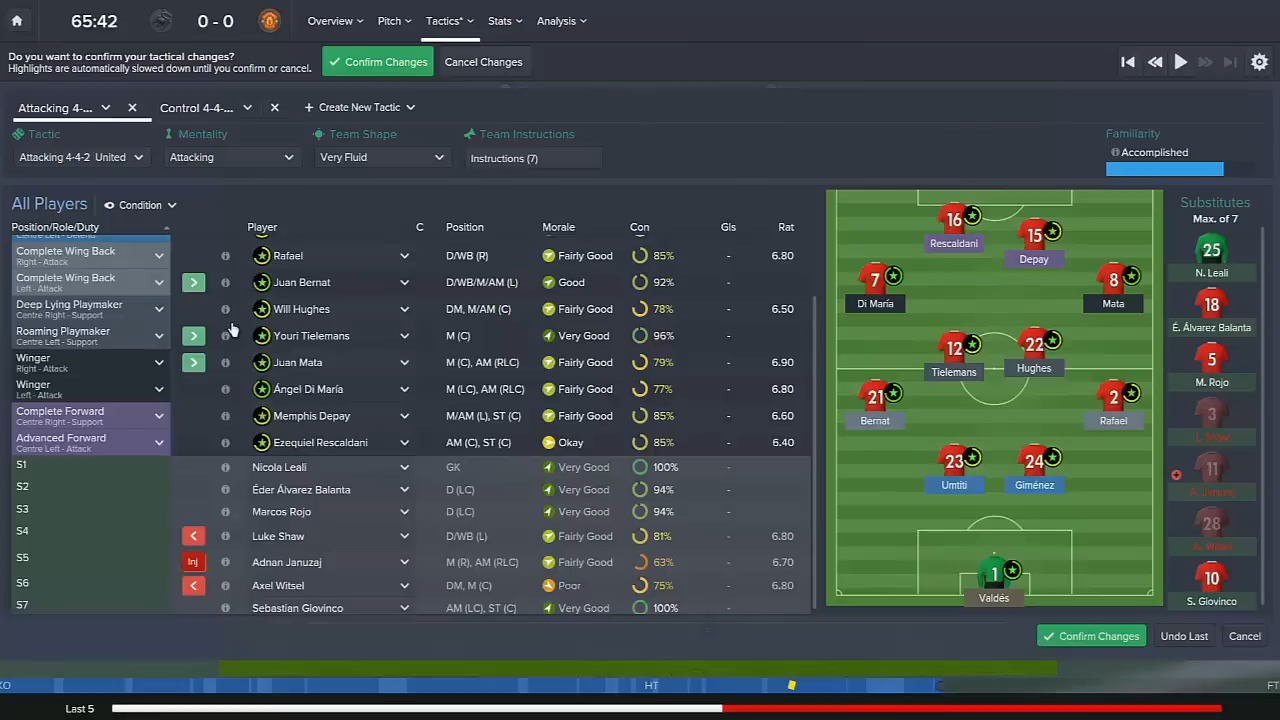 65:42 0 - 0 Overview Pitch Tactics* Stats Analysis
Do you want to confirm your tactical changes?
Highlights are automatically slowed down until you confirm or cancel.
Confirm Changes Cancel Changes
Attacking 4-... Control 4-4-... + Create New Tactic
Tactic Mentality Team Shape Team Instructions Familiarity
Attacking 4-4-2 United Attacking Very Fluid Instructions (7) Accomplished
All Players Condition
Position/Role/Duty Player C Position Morale Con Gls Rat
Centre Left - Defend
Complete Wing Back
Right - Attack
Rafael D/WB (R) Fairly Good 85% - 6.80
Complete Wing Back
Left - Attack
Juan Bernat D/WB/M/AM (L) Good 92% -
Deep Lying Playmaker
Centre Right - Support
Will Hughes DM, M/AM (C) Fairly Good 78% - 6.50
Roaming Playmaker
Centre Left - Support
Youri Tielemans M (C) Very Good 96% -
Winger
Right - Attack
Juan Mata M (C), AM (RLC) Fairly Good 79% - 6.90
Winger
Left - Attack
Ángel Di María M (LC), AM (RLC) Fairly Good 77% - 6.80
Complete Forward
Centre Right - Support
Memphis Depay M/AM (L), ST (C) Fairly Good 85% - 6.60
Advanced Forward
Centre Left - Attack
Ezequiel Rescaldani AM (C), ST (C) Okay 85% - 6.40
S1 Nicola Leali GK Very Good 100% -
S2 Éder Álvarez Balanta D (LC) Very Good 94% -
S3 Marcos Rojo D (LC) Very Good 94% -
S4 Luke Shaw D/WB (L) Fairly Good 81% - 6.80
S5 Inj Adnan Januzaj M (R), AM (RLC) Fairly Good 63% - 6.70
S6 Axel Witsel DM, M (C) Poor 75% - 6.80
S7 Sebastian Giovinco AM (LC), ST (C) Very Good 100% -
16
Rescaldani
15
Depay
7
Di María
8
Mata
12
Tielemans
22
Hughes
21
Bernat
2
Rafael
23
Umtiti
24
Giménez
1
Valdés
Substitutes
Max. of 7
25
N. Leali
18
É. Álvarez Balanta
5
M. Rojo
3
L. Shaw
11
A. Januzaj
28
A. Witsel
10
S. Giovinco
Confirm Changes Undo Last Cancel
KO HT FT
Last 5